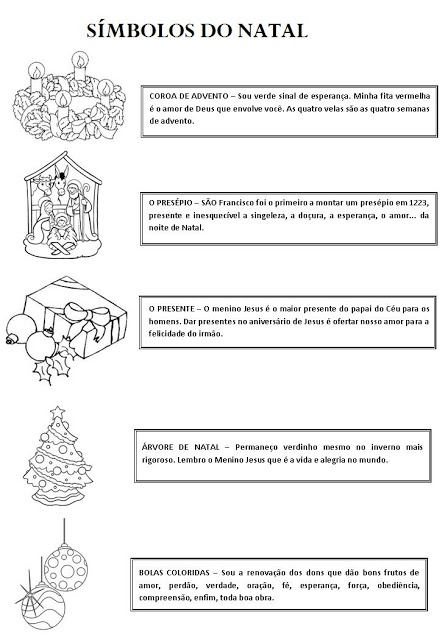 SÍMBOLOS DO NATAL
COROA DE ADVENTO – Sou verde sinal de esperança. Minha fita vermelha
é o amor de Deus que envolve você. As quatro velas são as quatro semanas
de advento.
O PRESÉPIO – SÃO Francisco foi o primeiro a montar um presépio em 1223,
presente e inesquecível a singeleza, a doçura, a esperança, o amor... da
noite de Natal.
O PRESENTE – O menino Jesus é o maior presente do papai do Céu para os
homens. Dar presentes no aniversário de Jesus é ofertar nosso amor para a
felicidade do irmão.
ÁRVORE DE NATAL – Permaneço verdinho mesmo no inverno mais
rigoroso. Lembro o Menino Jesus que é a vida e alegria no mundo.
BOLAS COLORIDAS – Sou a renovação dos dons que dão bons frutos de
amor, perdão, verdade, oração, fé, esperança, força, obediência,
compreensão, enfim, toda boa obra.